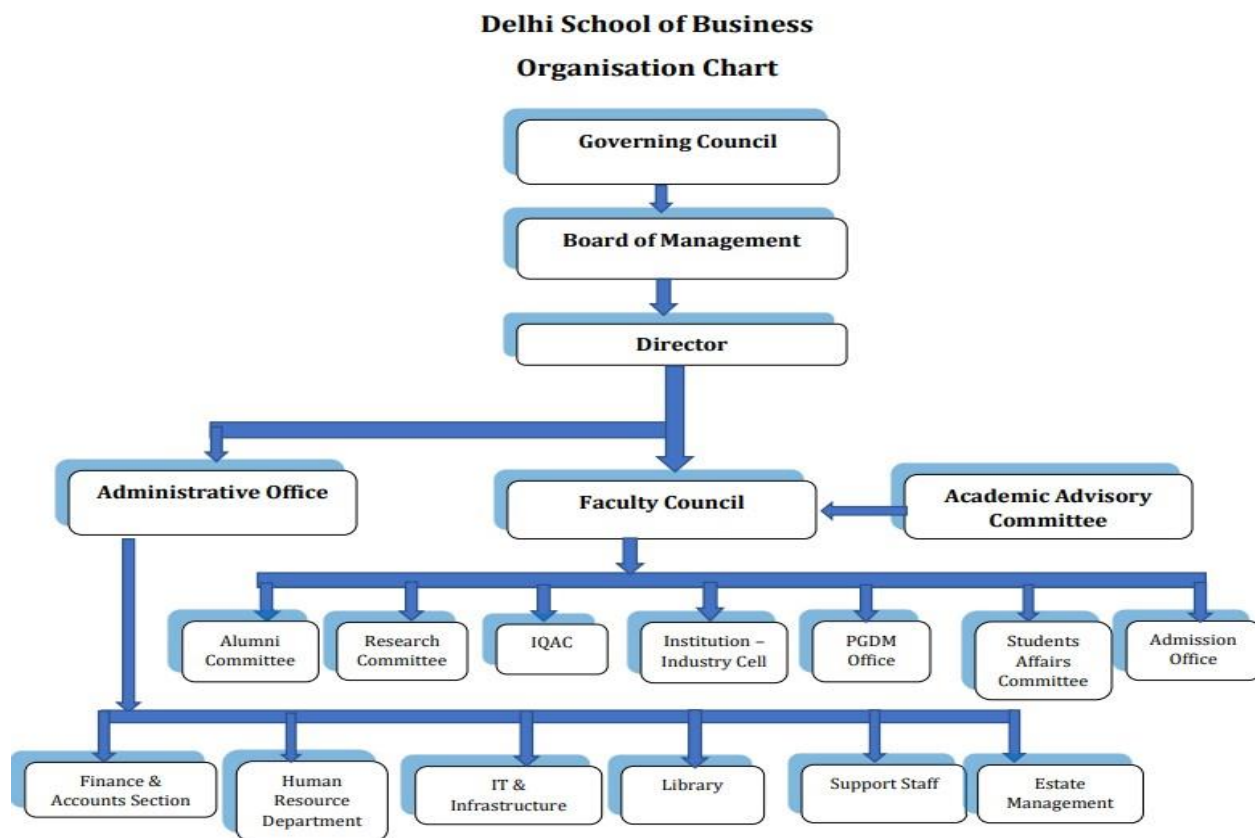 Delhi School of Business
Organisation Chart
Governing Council
Board of Management
Director
Administrative Office
Faculty Council
Academic Advisory
Committee
Alumni
Committee
Research
Committee
IQAC
Institution –
Industry Cell
PGDM
Office
Students
Affairs
Committee
Admission
Office
Finance &
Accounts Section
Human
Resource
Department
IT &
Infrastructure
Library
Support Staff
Estate
Management